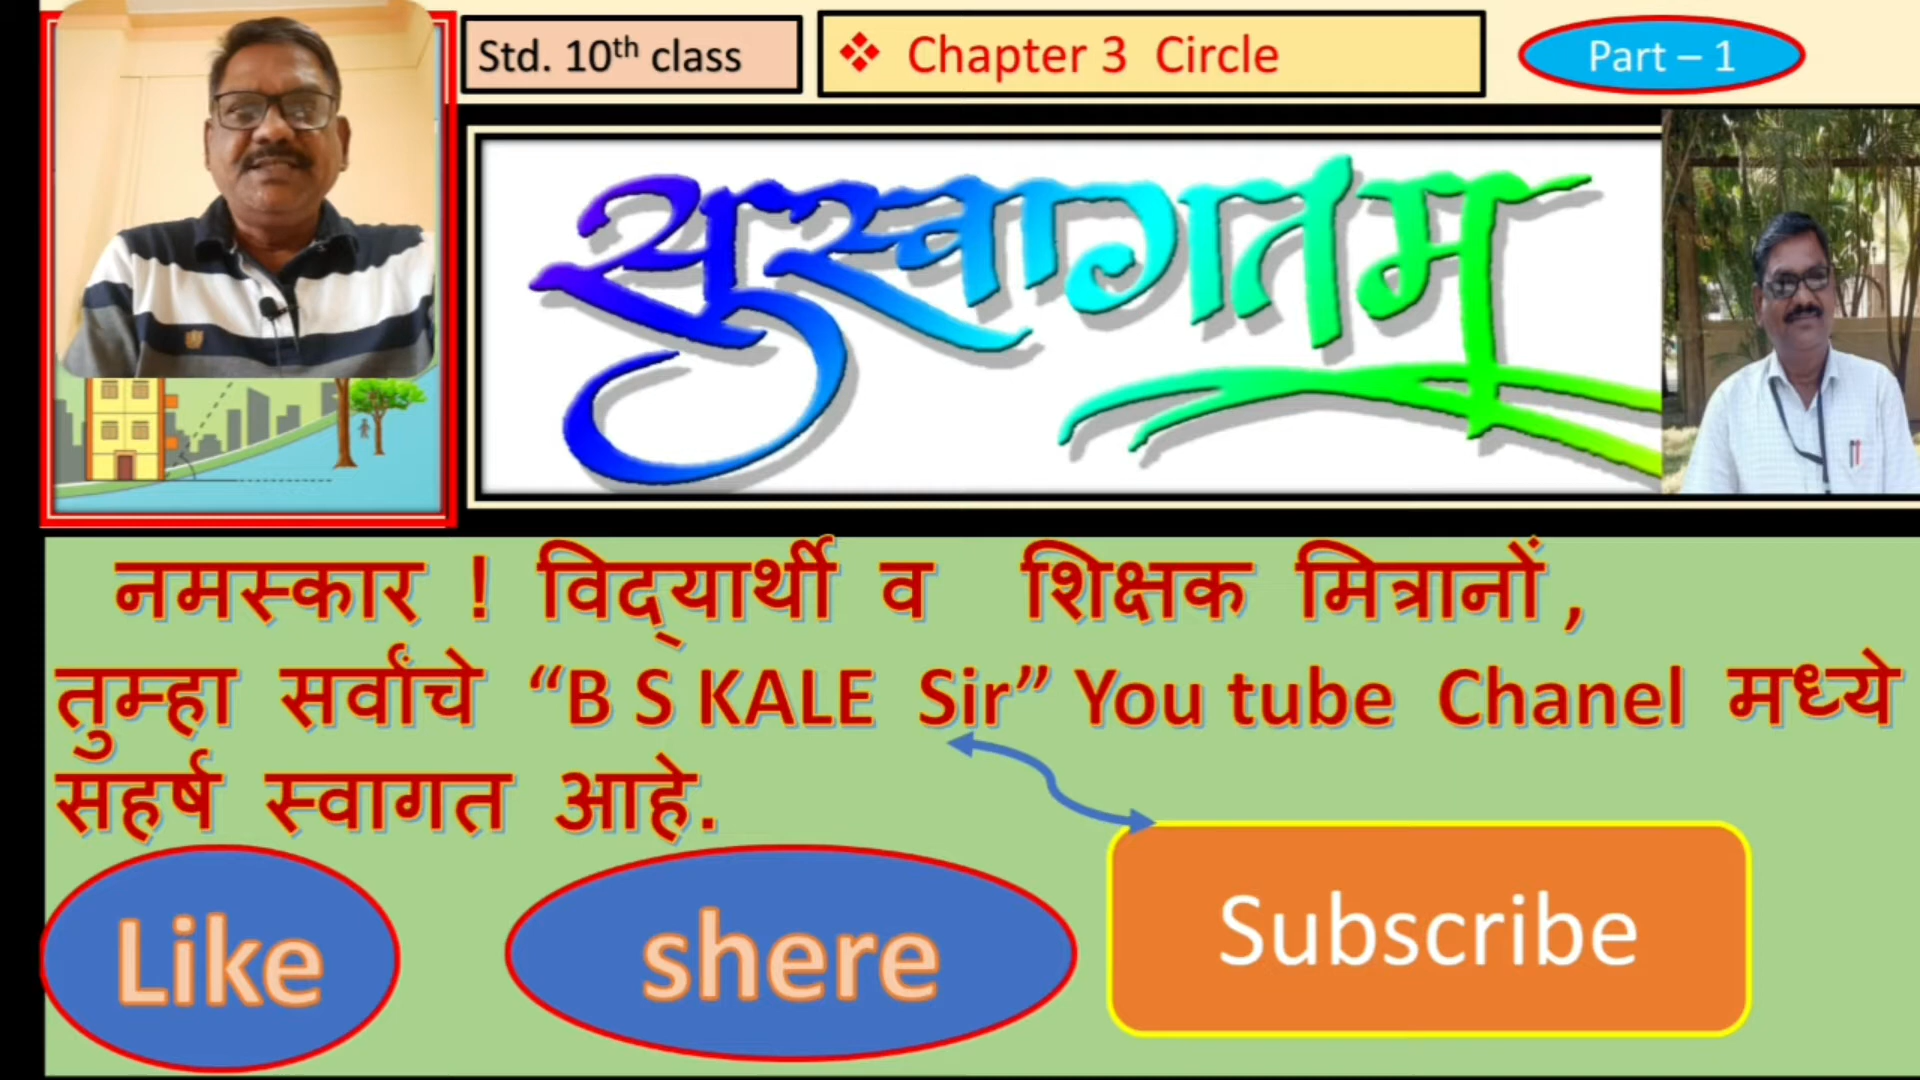 Std. 10th class
❖ Chapter 3 Circle
Part – 1
सुस्वागतम
नमस्कार ! विद्‌यार्थी व शिक्षक मित्रानों,
तुम्हा सर्वांचे “B S KALE Sir” You tube Chanel मध्ये
सहर्ष स्वागत आहे.
Like
shere
Subscribe